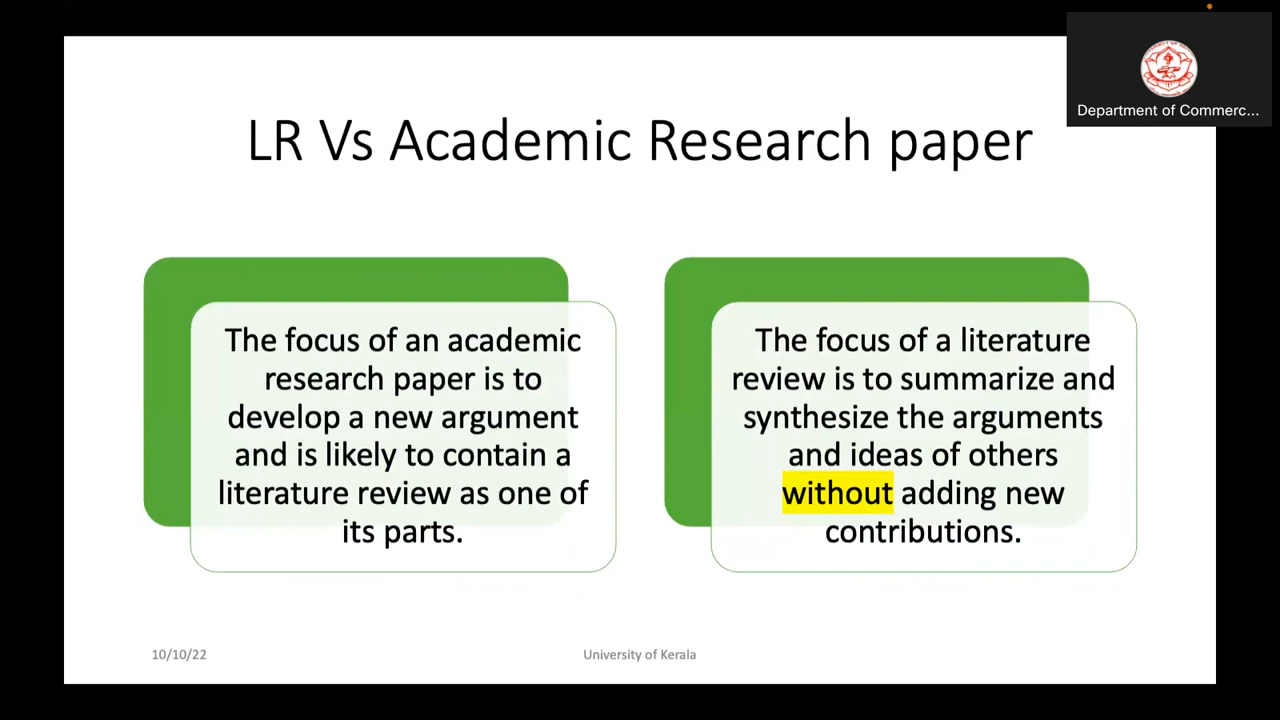 Department of Commerc...
LR Vs Academic Research paper
The focus of an academic
research paper is to
develop a new argument
and is likely to contain a
literature review as one of
its parts.
The focus of a literature
review is to summarize and
synthesize the arguments
and ideas of others
without adding new
contributions.
10/10/22
University of Kerala